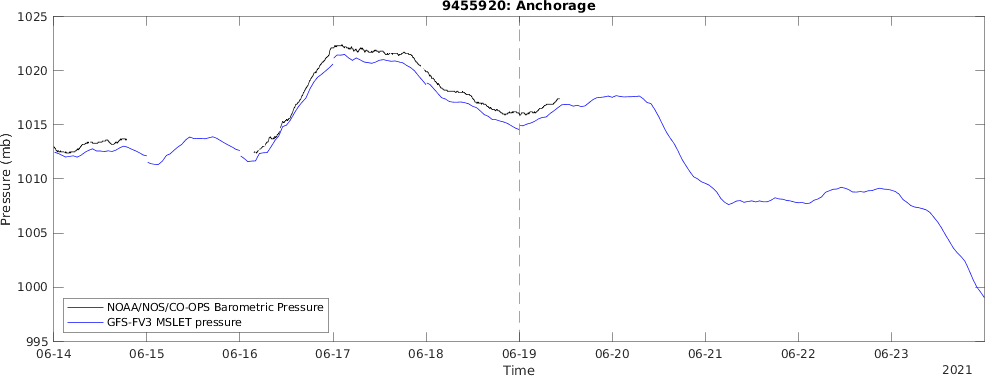 9455920: Anchorage
1025
1020
1015
1010
1005
1000
995
Pressure (mb)
NOAA/NOS/CO-OPS Barometric Pressure
GFS-FV3 MSLET pressure
06-14 06-15 06-16 06-17 06-18 06-19 06-20 06-21 06-22 06-23
Time
2021